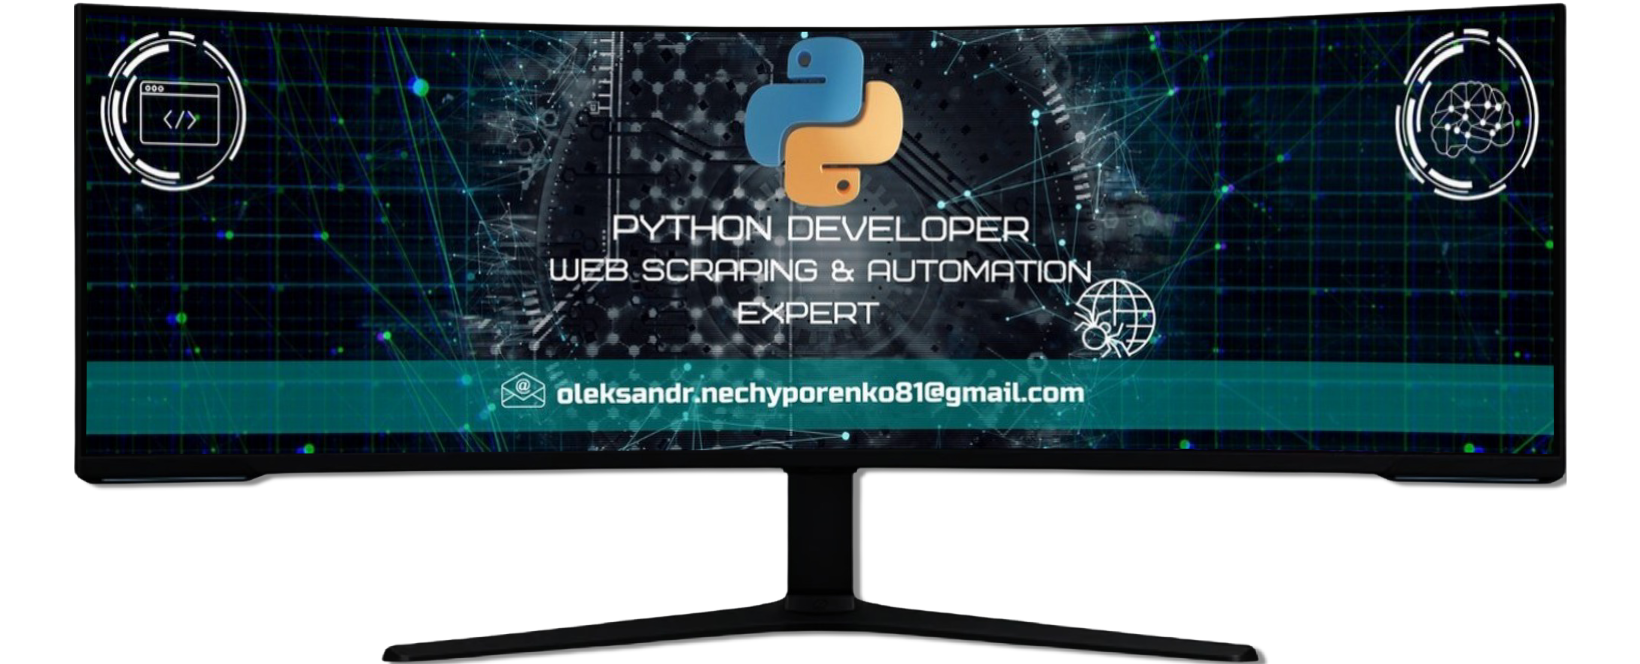 </>
PYTHON DEVELOPER
WEB SCRAPING & AUTOMATION
EXPERT
@ oleksandr.nechyporenko81@gmail.com